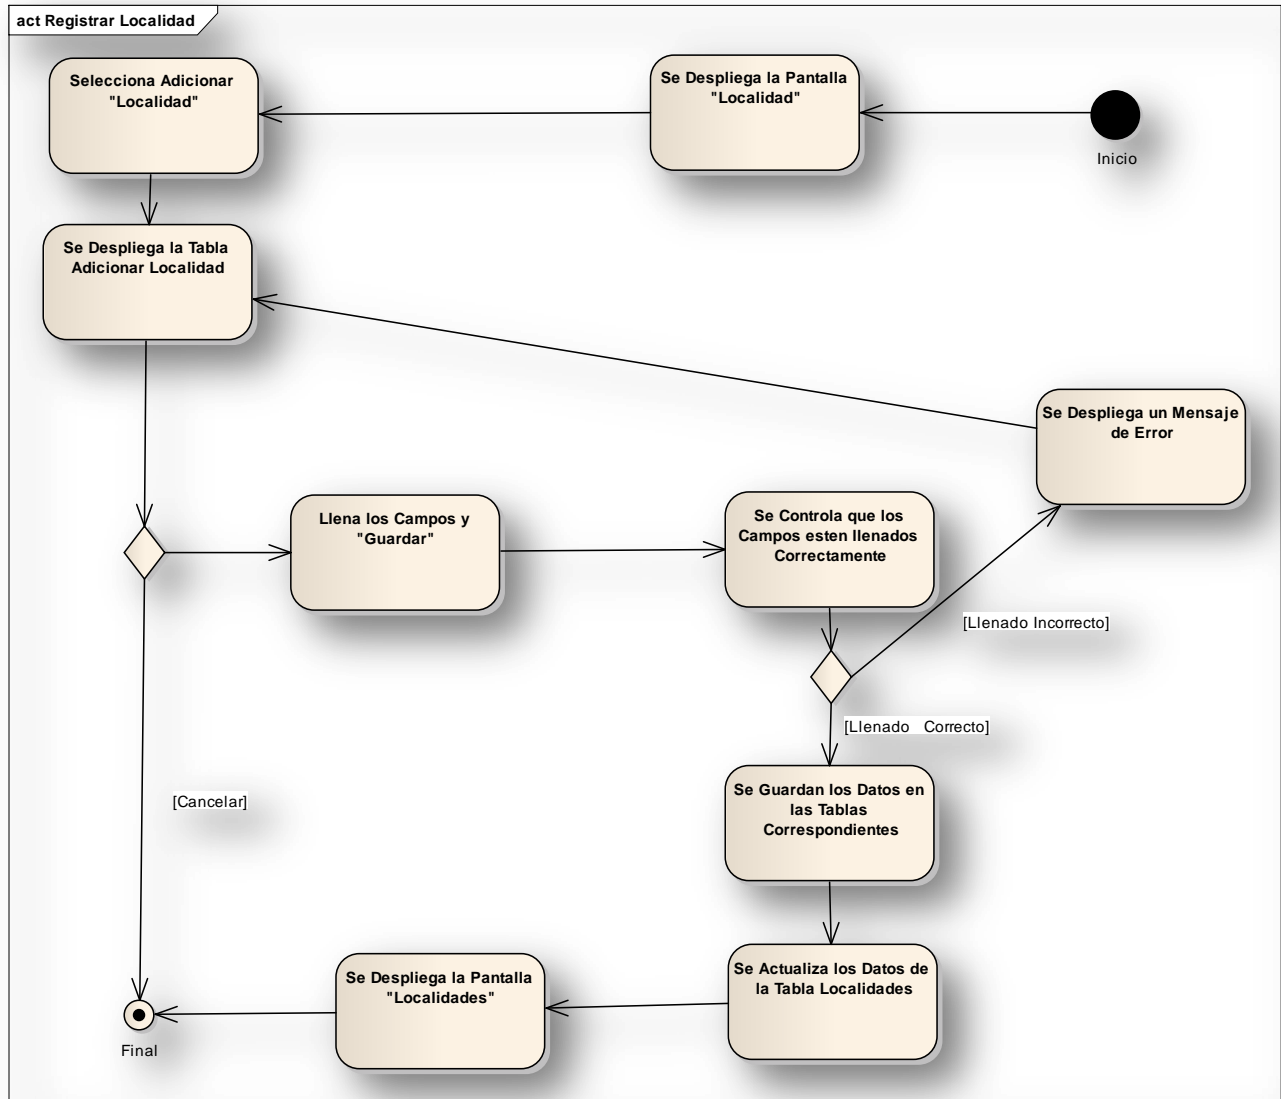 act Registrar Localidad
Selecciona Adicionar
"Localidad"
Se Despliega la Pantalla
"Localidad"
Inicio
Se Despliega la Tabla
Adicionar Localidad
Se Despliega un Mensaje
de Error
Llena los Campos y
"Guardar"
Se Controla que los
Campos esten llenados
Correctamente
[Llenado Incorrecto]
[Llenado Correcto]
Se Guardan los Datos en
las Tablas
Correspondientes
[Cancelar]
Se Actualiza los Datos de
la Tabla Localidades
Se Despliega la Pantalla
"Localidades"
Final